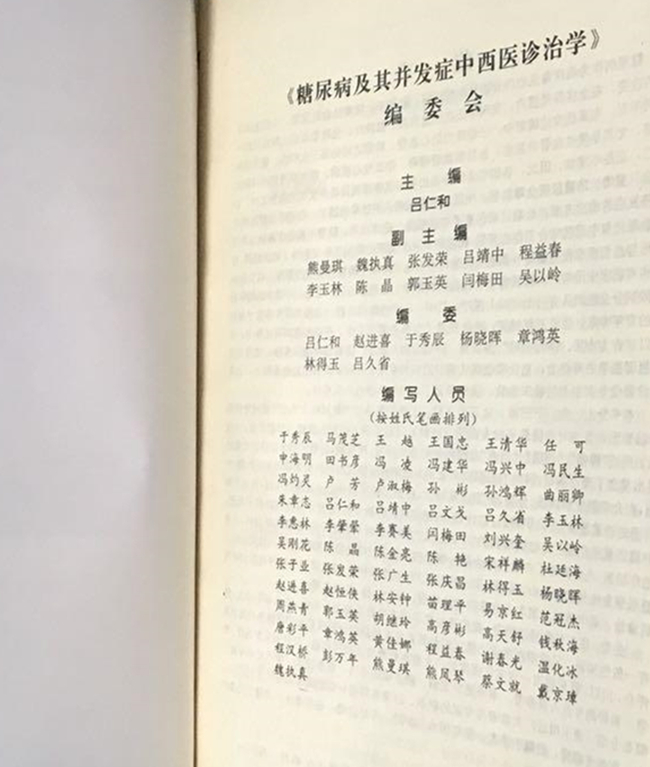 《糖尿病及其并发症中西医诊治学》
编委会
主 编
吕仁和
副主编
熊曼琪 魏执真 张发荣 吕靖中 程益春
李玉林 陈 晶 郭玉英 闫梅田 吴以岭
编 委
吕仁和 赵进喜 于秀辰 杨晓晖 章鸿英
林得玉 吕久省
编写人员
(按姓氏笔画排列)
于秀辰 马茂芝 王 越 王国忠 王清华 任 可
申海明 田书彦 冯 凌 冯建华 冯兴中 冯民生
冯灼灵 卢 芳 卢淑梅 孙 彬 孙鸿辉 曲丽卿
朱章志 吕仁和 吕靖中 吕文戈 吕久省 李玉林
李惠林 李肇翚 李赛美 闫梅田 刘兴奎 吴以岭
吴刚花 陈 晶 陈金亮 陈 艳 宋祥麟 杜廷海
张子业 张发荣 张广生 张庆昌 林得玉 杨晓晖
赵进喜 赵恒侠 林安钟 苗理平 易京红 范冠杰
周燕青 郭玉英 胡继玲 高彦彬 高天舒 钱秋海
唐彩平 章鸿英 黄佳娜 程益春 谢春光 温化冰
程汉桥 彭万年 熊曼琪 熊凤琴 蔡文就 戴京璋
魏执真